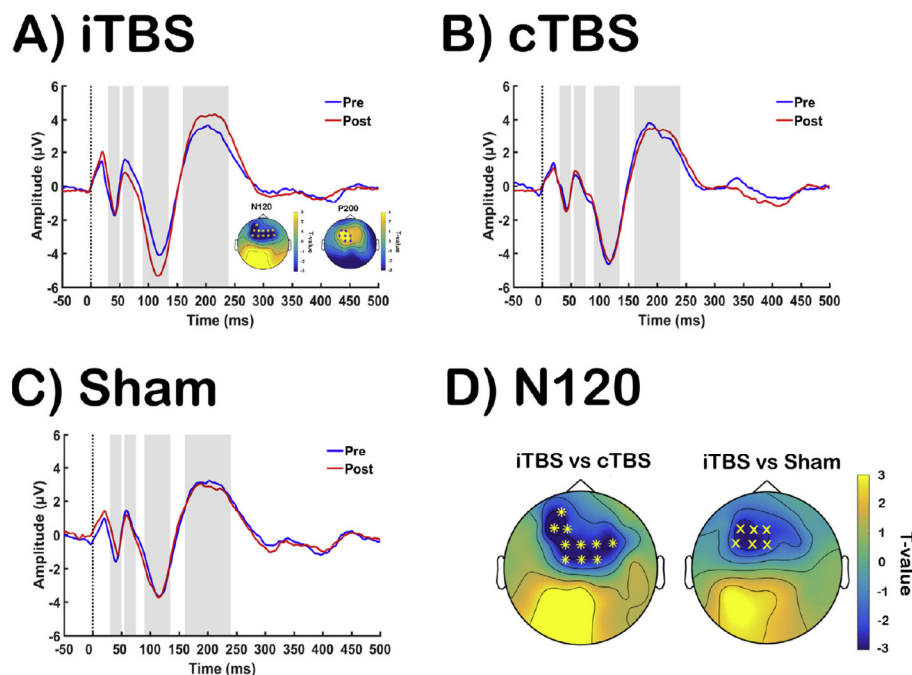 A) iTBS
6
4
2
0
-2
-4
-6
Amplitude (µV)
Pre
Post
N120
P200
T-value
T-value
-50 0 50 100 150 200 250 300 350 400 450 500
Time (ms)
B) cTBS
6
4
2
0
-2
-4
-6
Amplitude (µV)
Pre
Post
-50 0 50 100 150 200 250 300 350 400 450 500
Time (ms)
C) Sham
6
4
2
0
-2
-4
-6
Amplitude (µV)
Pre
Post
-50 0 50 100 150 200 250 300 350 400 450 500
Time (ms)
D) N120
iTBS vs cTBS
iTBS vs Sham
3
2
1
0
-1
-2
-3
T-value